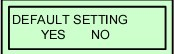 DEFAULT SETTING
YES NO